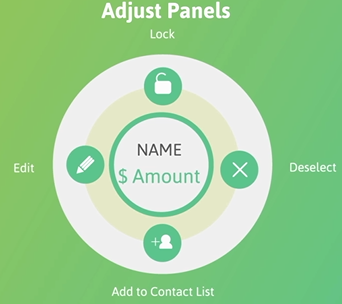 Adjust Panels
Lock
NAME
$ Amount
Edit
Deselect
Add to Contact List